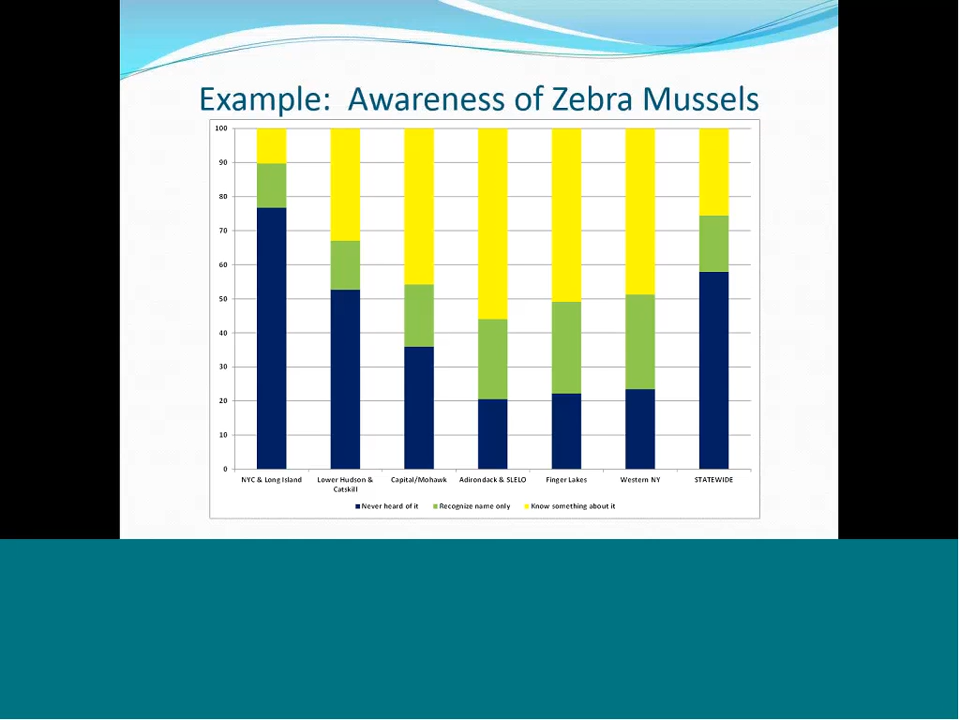 Example:  Awareness of Zebra Mussels
100
90
80
70
60
50
40
30
20
10
0
NYC & Long Island
Lower Hudson &
Catskill
Capital/Mohawk
Adirondack & SLELO
Finger Lakes
Western NY
STATEWIDE
Never heard of it
Recognize name only
Know something about it